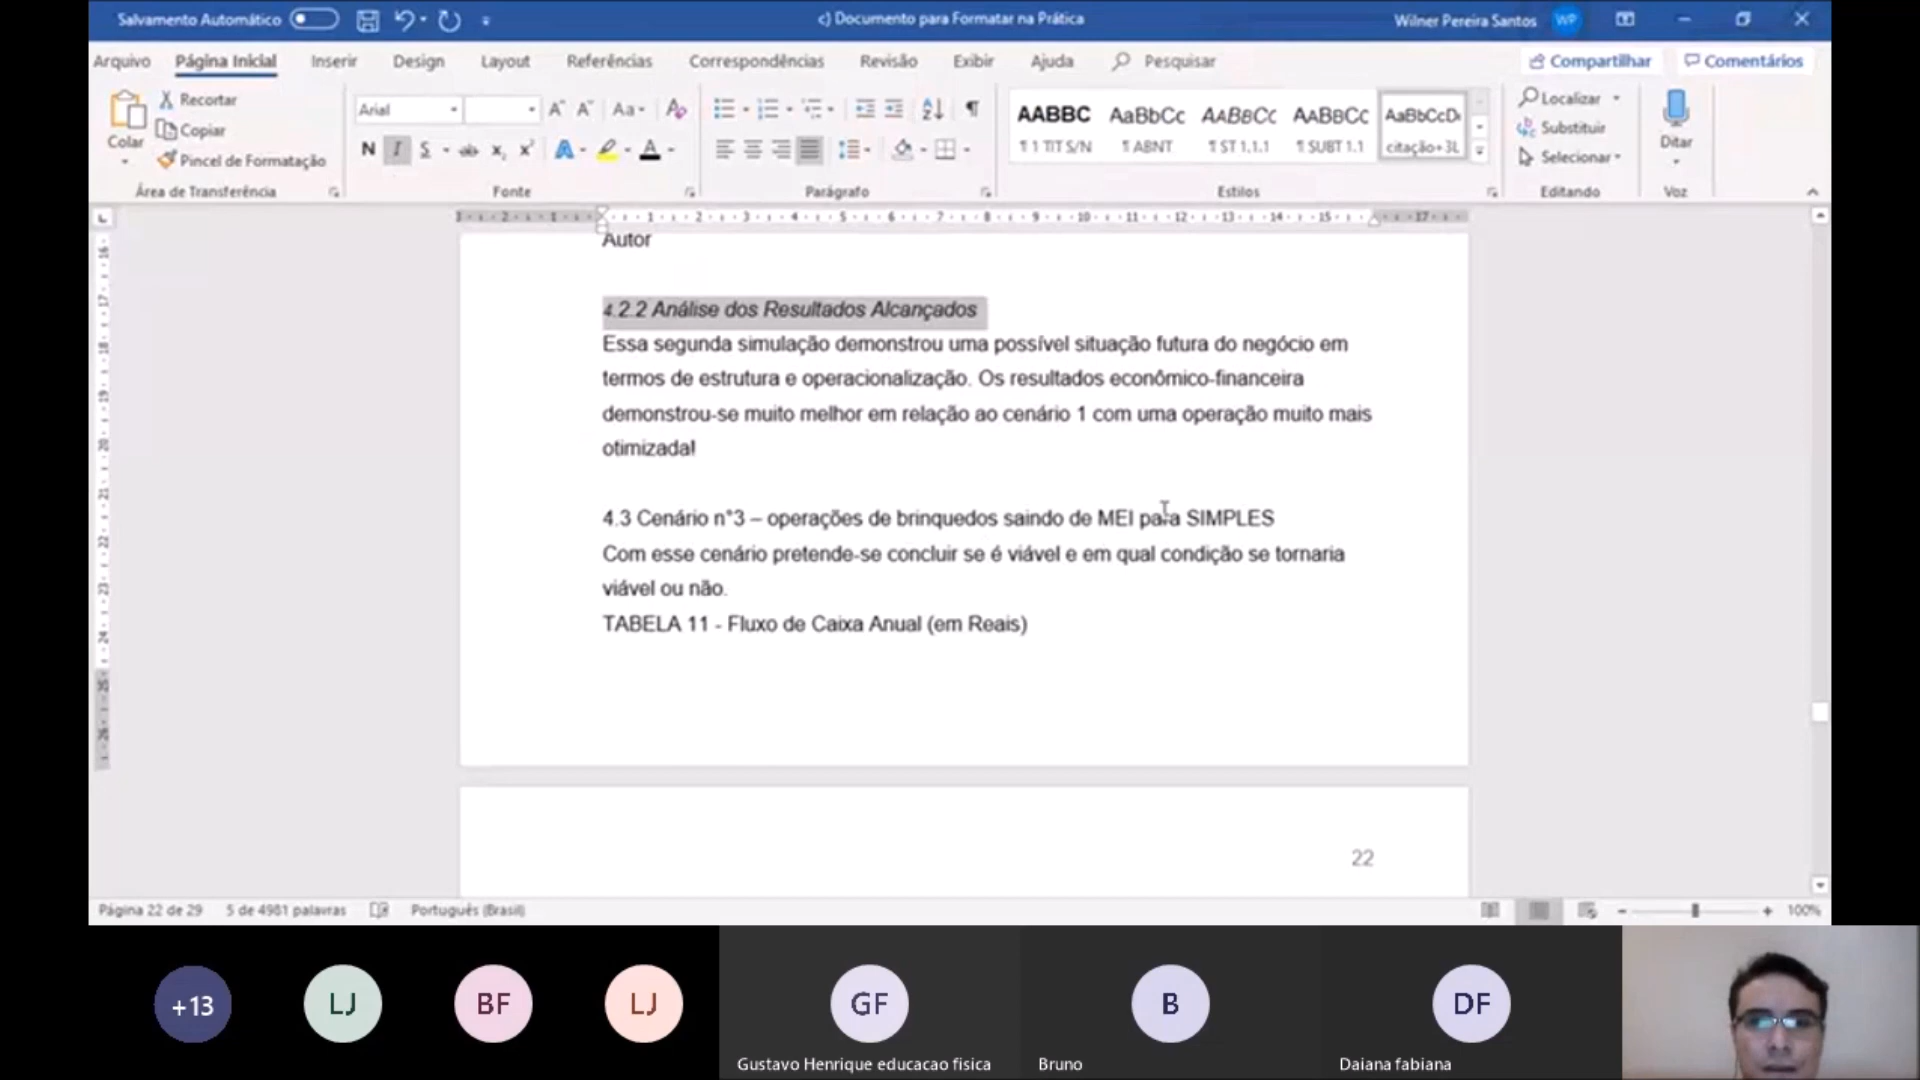 Salvamento Automático
c) Documento para Formatar na Prática
Wilner Pereira Santos
WP
Arquivo Página Inicial Inserir Design Layout Referências Correspondências Revisão Exibir Ajuda Pesquisar Compartilhar Comentários
Colar
Recortar
Copiar
Pincel de Formatação
Área de Transferência
Arial
N I S ab x₂ x²
Fonte
Parágrafo
AABBC AaBbCc AABBCC AABBCC AaBbCcD
¶ 1 TIT S/N ¶ ABNT ¶ ST 1,1,1 ¶ SUBT 1.1 citação+3L
Estilos
Localizar
Substituir
Selecionar
Editando
Ditar
Voz
Autor
4.2.2 Análise dos Resultados Alcançados
Essa segunda simulação demonstrou uma possível situação futura do negócio em
termos de estrutura e operacionalização. Os resultados econômico-financeira
demonstrou-se muito melhor em relação ao cenário 1 com uma operação muito mais
otimizada!
4.3 Cenário n°3 – operações de brinquedos saindo de MEI para SIMPLES
Com esse cenário pretende-se concluir se é viável e em qual condição se tornaria
viável ou não.
TABELA 11 - Fluxo de Caixa Anual (em Reais)
22
Página 22 de 29 5 de 4981 palavras Português (Brasil) 100%
+13
LJ
BF
LJ
GF
Gustavo Henrique educacao fisica
B
Bruno
DF
Daiana fabiana